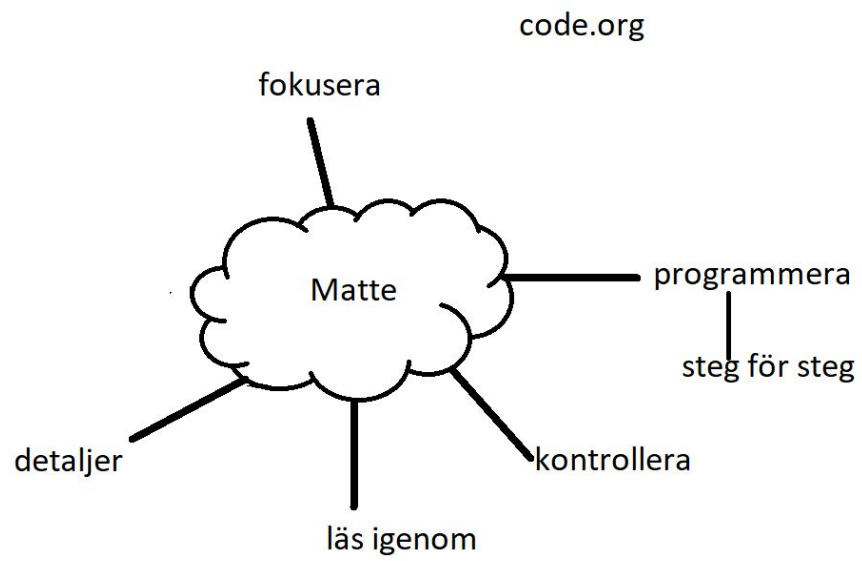 code.org
fokusera
Matte
programmera
steg för steg
kontrollera
detaljer
läs igenom